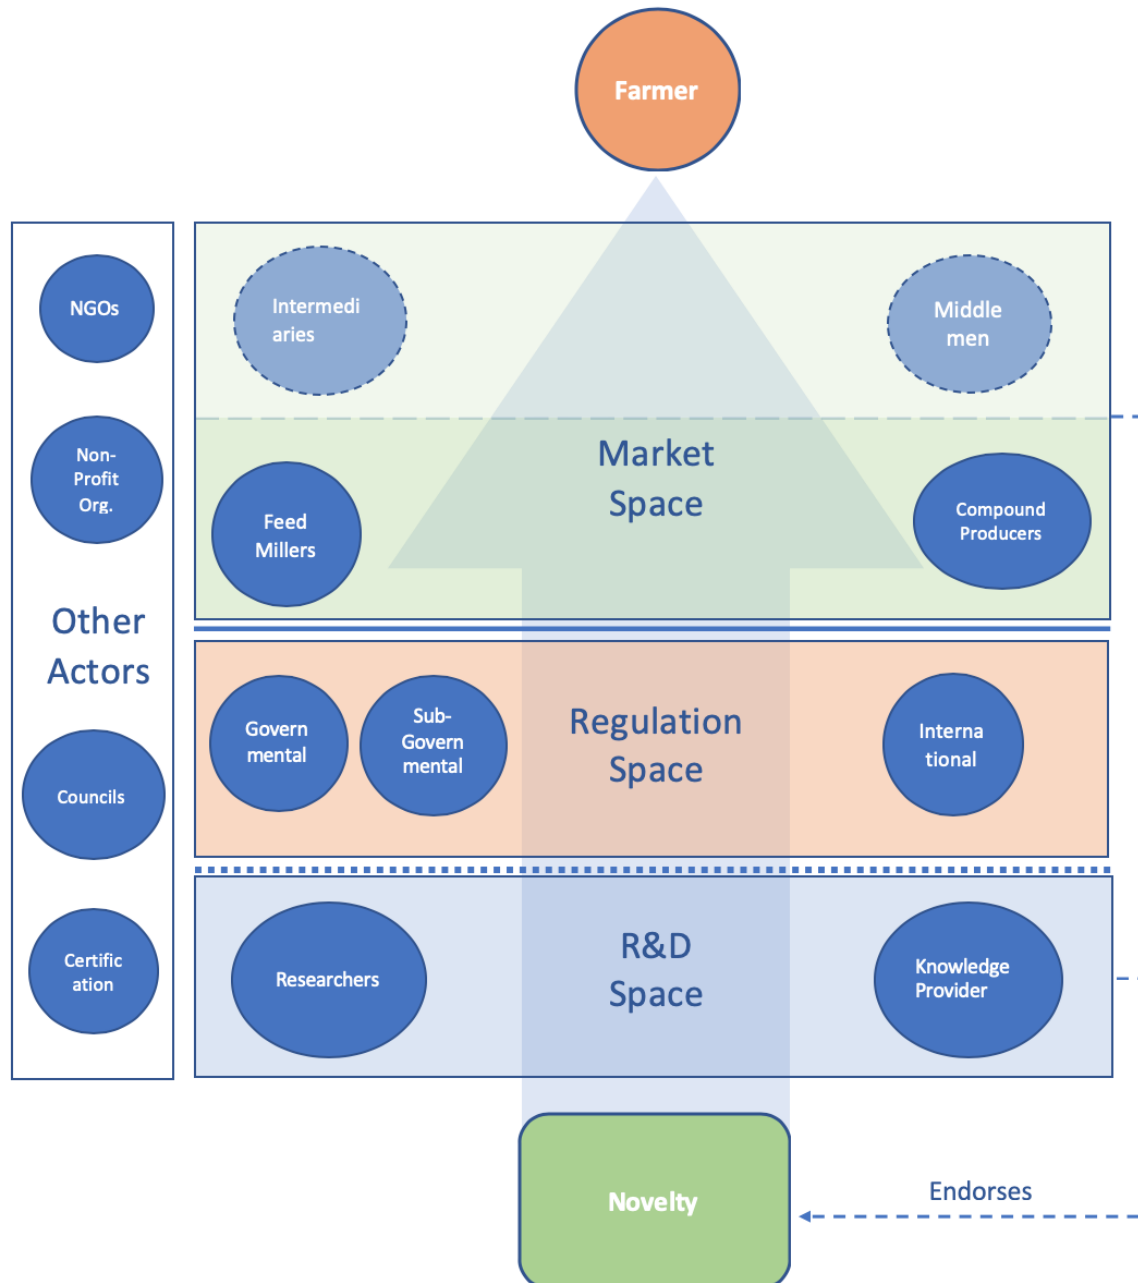 Farmer
NGOs
Intermedi
aries
Middle
men
Non-
Profit
Org.
Market
Space
Feed
Millers
Compound
Producers
Other
Actors
Govern
mental
Sub-
Govern
mental
Regulation
Space
Interna
tional
Councils
Certific
ation
Researchers
R&D
Space
Knowledge
Provider
Novelty
Endorses